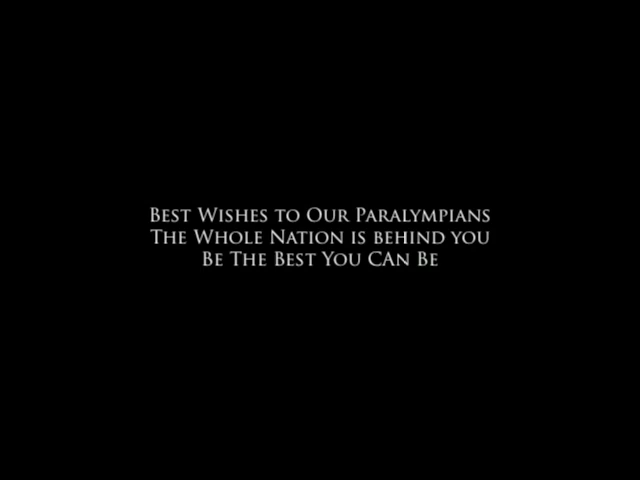 Best Wishes to Our Paralympians
The Whole Nation is behind you
Be The Best You CAn Be